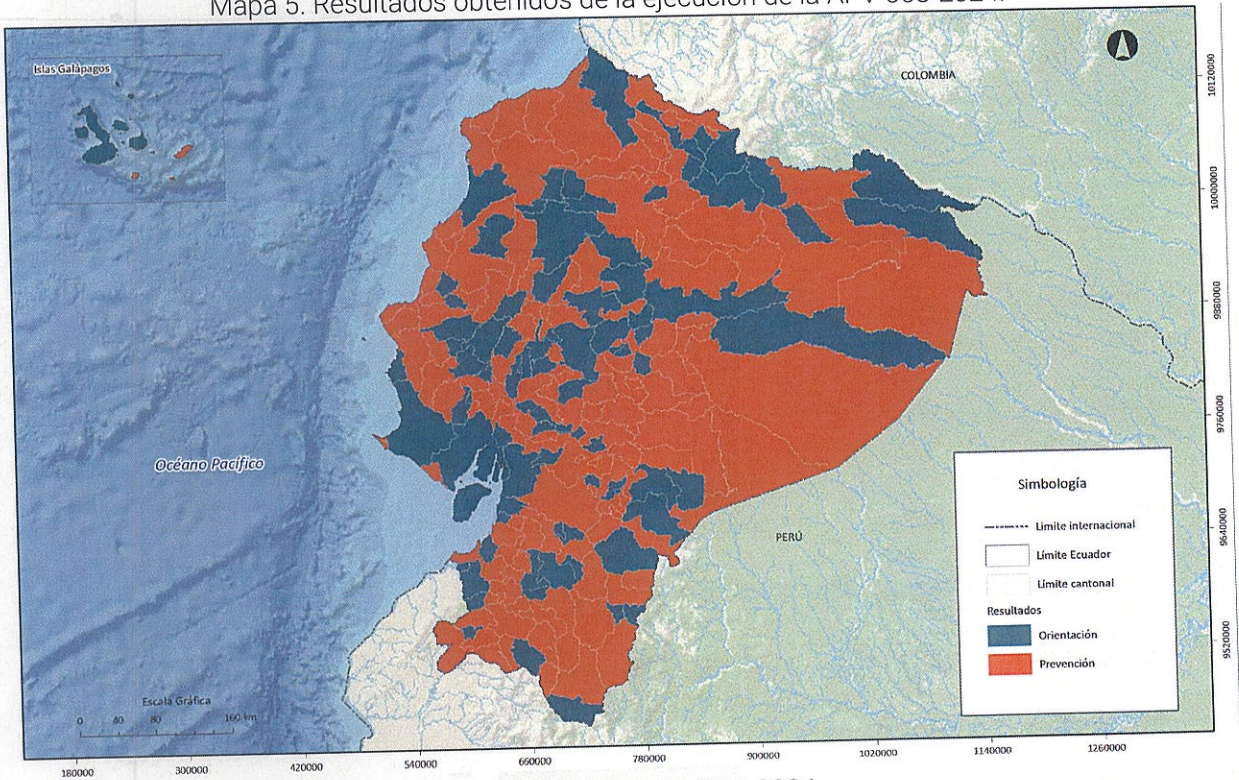 Mapa 5. Resultados obtenidos de la ejecución de la
Islas Galápagos
COLOMBIA
Océano Pacífico
PERÚ
Simbología
Límite internacional
Límite Ecuador
Límite cantonal
Resultados
Orientación
Prevención
Escala Gráfica
0 40 80 160 km
180000 300000 420000 540000 660000 780000 900000 1020000 1140000 1260000
10120000
10000000
9880000
9760000
9640000
9520000